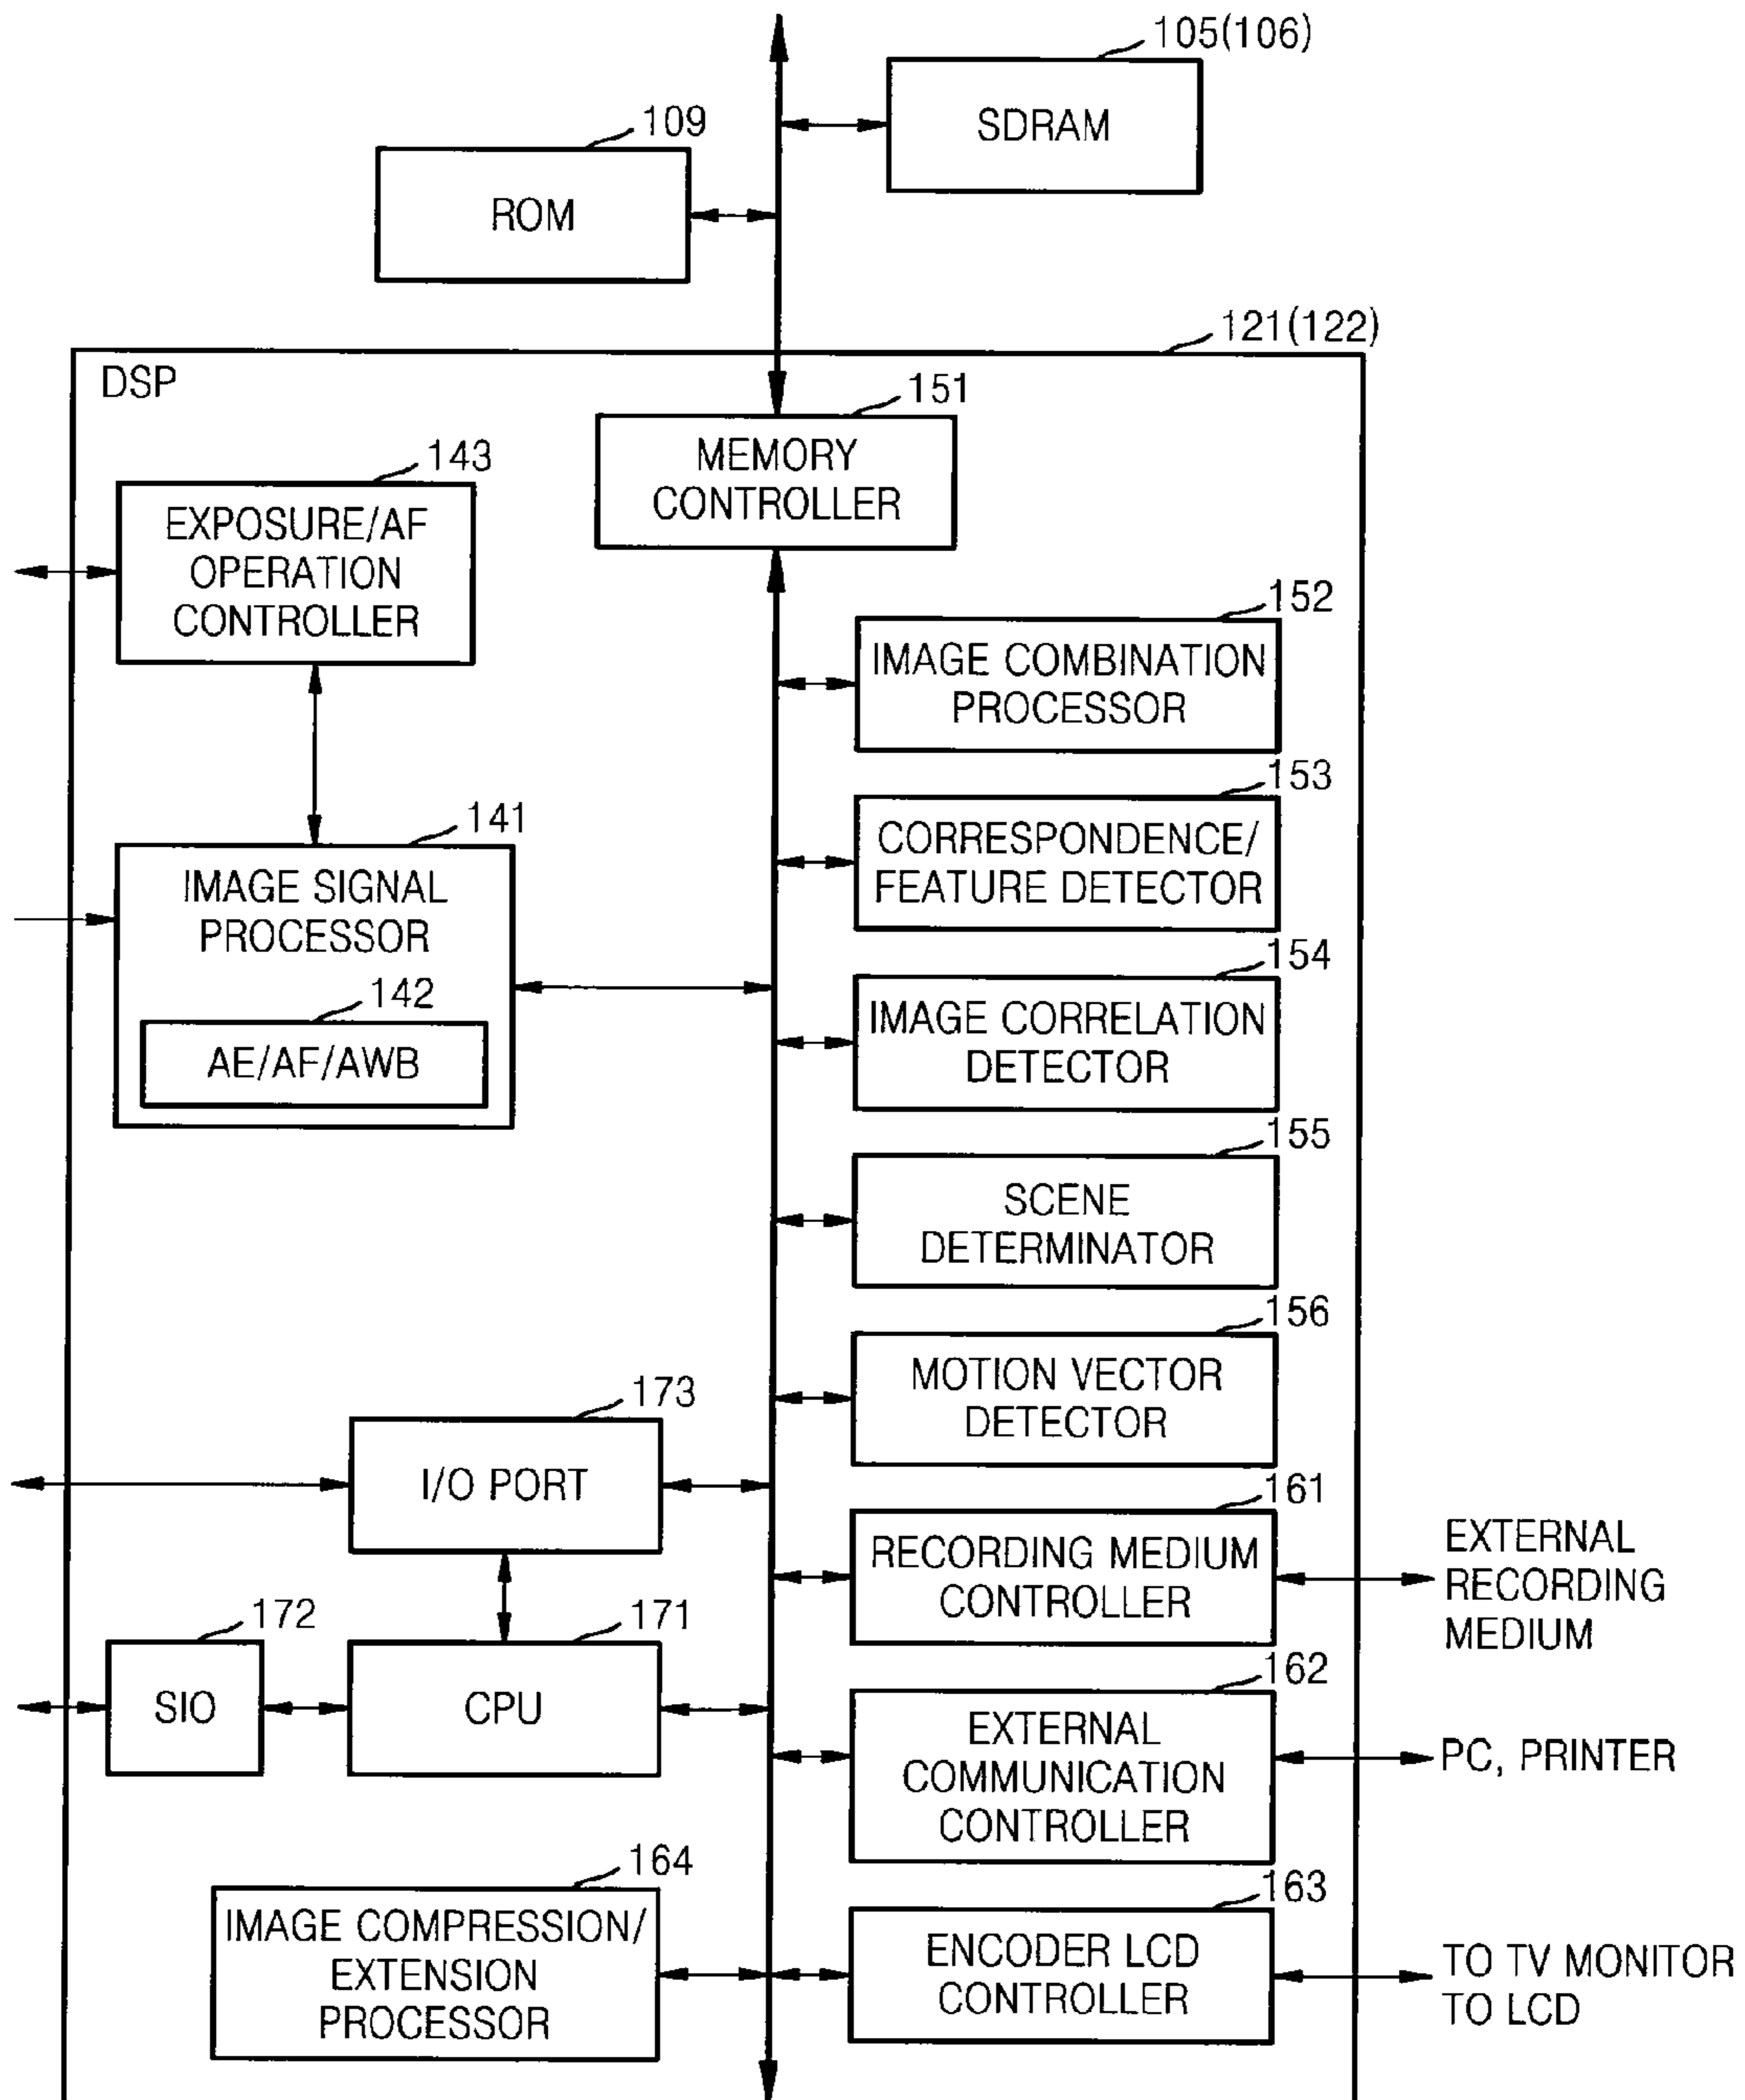 105(106)
SDRAM
109
ROM
121(122)
DSP
151
MEMORY
CONTROLLER
143
EXPOSURE/AF
OPERATION
CONTROLLER
152
IMAGE COMBINATION
PROCESSOR
153
CORRESPONDENCE/
FEATURE DETECTOR
141
IMAGE SIGNAL
PROCESSOR
142
AE/AF/AWB
154
IMAGE CORRELATION
DETECTOR
155
SCENE
DETERMINATOR
156
MOTION VECTOR
DETECTOR
173
I/O PORT
161
RECORDING MEDIUM
CONTROLLER
EXTERNAL
RECORDING
MEDIUM
172
SIO
171
CPU
162
EXTERNAL
COMMUNICATION
CONTROLLER
PC, PRINTER
164
IMAGE COMPRESSION/
EXTENSION
PROCESSOR
163
ENCODER LCD
CONTROLLER
TO TV MONITOR
TO LCD